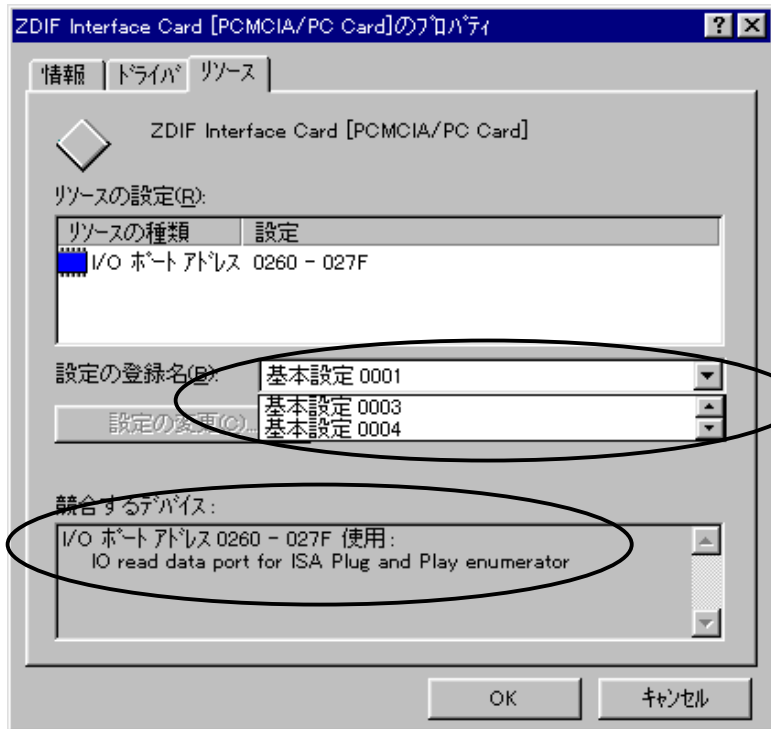 ZDIF Interface Card [PCMCIA/PC Card]のﾌﾟﾛﾊﾟﾃｨ
情報 ﾄﾞﾗｲﾊﾞ ﾘｿｰｽ
ZDIF Interface Card [PCMCIA/PC Card]
ﾘｿｰｽの設定(R):
ﾘｿｰｽの種類 設定
I/O ﾎﾟｰﾄ ｱﾄﾞﾚｽ 0260 - 027F
設定の登録名(B): 基本設定 0001
基本設定 0003
設定の変更(C)... 基本設定 0004
競合するﾃﾞﾊﾞｲｽ:
I/O ﾎﾟｰﾄ ｱﾄﾞﾚｽ 0260 - 027F 使用:
IO read data port for ISA Plug and Play enumerator
OK ｷｬﾝｾﾙ